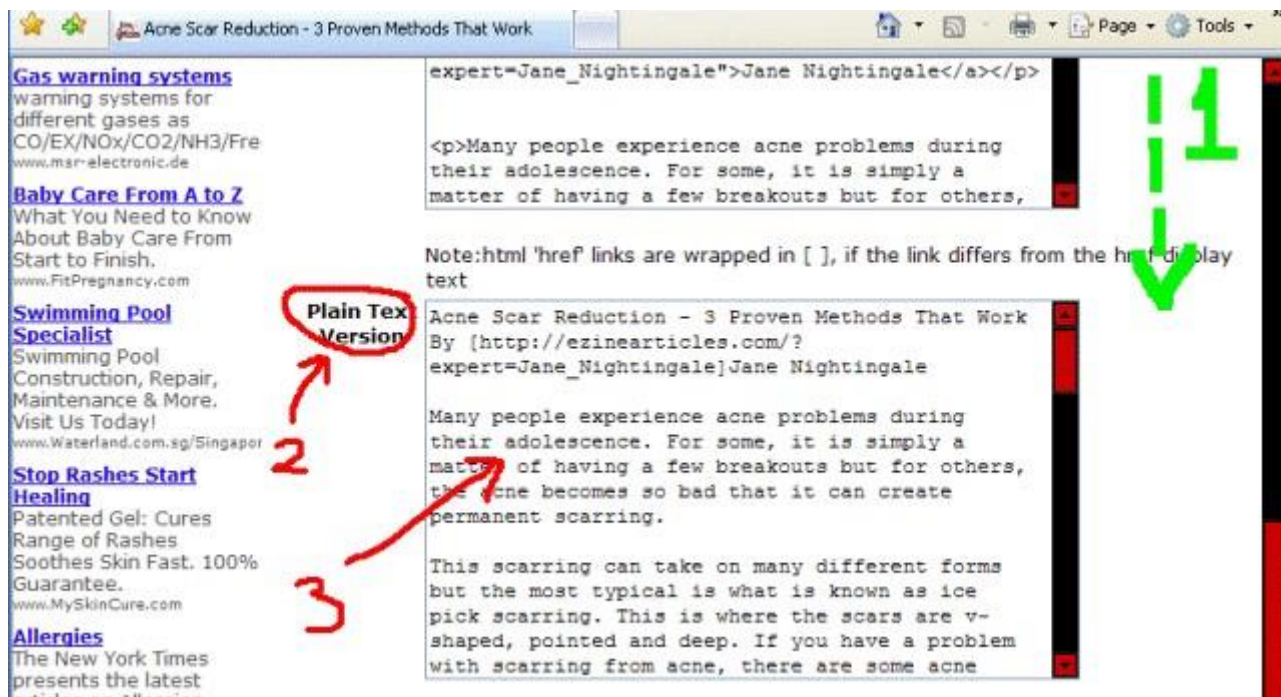 Acne Scar Reduction - 3 Proven Methods That Work
Page
Tools
Gas warning systems
warning systems for
different gases as
CO/EX/NOx/CO2/NH3/Fre
www.msr-electronic.de
Baby Care From A to Z
What You Need to Know
About Baby Care From
Start to Finish.
www.FitPregnancy.com
Swimming Pool
Specialist
Swimming Pool
Construction, Repair,
Maintenance & More.
Visit Us Today!
www.Waterland.com.sg/Singapor
Stop Rashes Start
Healing
Patented Gel: Cures
Range of Rashes
Soothes Skin Fast. 100%
Guarantee.
www.MySkinCure.com
Allergies
The New York Times
presents the latest
expert=Jane_Nightingale">Jane Nightingale</a></p>
<p>Many people experience acne problems during
their adolescence. For some, it is simply a
matter of having a few breakouts but for others,
1
Note:html 'href' links are wrapped in [ ], if the link differs from the href display
text
Plain Tex
Version
2
3
Acne Scar Reduction - 3 Proven Methods That Work
By [http://ezinearticles.com/?
expert=Jane_Nightingale]Jane Nightingale
Many people experience acne problems during
their adolescence. For some, it is simply a
matter of having a few breakouts but for others,
the acne becomes so bad that it can create
permanent scarring.
This scarring can take on many different forms
but the most typical is what is known as ice
pick scarring. This is where the scars are v-
shaped, pointed and deep. If you have a problem
with scarring from acne, there are some acne